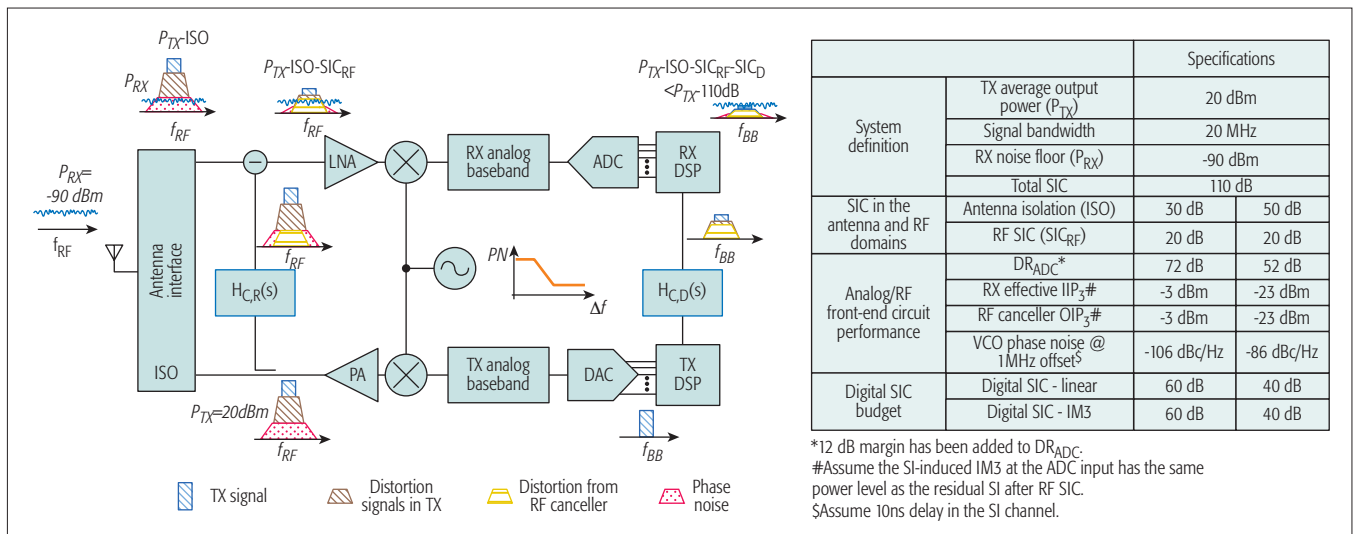 P_TX-ISO
P_RX
f_RF
P_TX-ISO-SIC_RF
f_RF
P_TX-ISO-SIC_RF-SIC_D
<P_TX-110dB
f_BB
P_RX=
-90 dBm
f_RF
Antenna
interface
ISO
−
LNA
RX analog
baseband
ADC
RX
DSP
f_RF
H_C,R(s)
PN
Δf
f_BB
H_C,D(s)
PA
TX analog
baseband
DAC
TX
DSP
P_TX=20dBm
f_RF
f_BB
TX signal
Distortion
signals in TX
Distortion from
RF canceller
Phase
noise
Specifications
System
definition
TX average output
power (P_TX)
20 dBm
Signal bandwidth
20 MHz
RX noise floor (P_RX)
-90 dBm
Total SIC
110 dB
SIC in the
antenna and RF
domains
Antenna isolation (ISO)
30 dB
50 dB
RF SIC (SIC_RF)
20 dB
20 dB
Analog/RF
front-end circuit
performance
DR_ADC*
72 dB
52 dB
RX effective IIP_3#
-3 dBm
-23 dBm
RF canceller OIP_3#
-3 dBm
-23 dBm
VCO phase noise @
1MHz offset$
-106 dBc/Hz
-86 dBc/Hz
Digital SIC
budget
Digital SIC - linear
60 dB
40 dB
Digital SIC - IM3
60 dB
40 dB
*12 dB margin has been added to DR_ADC.
#Assume the SI-induced IM3 at the ADC input has the same
power level as the residual SI after RF SIC.
$Assume 10ns delay in the SI channel.